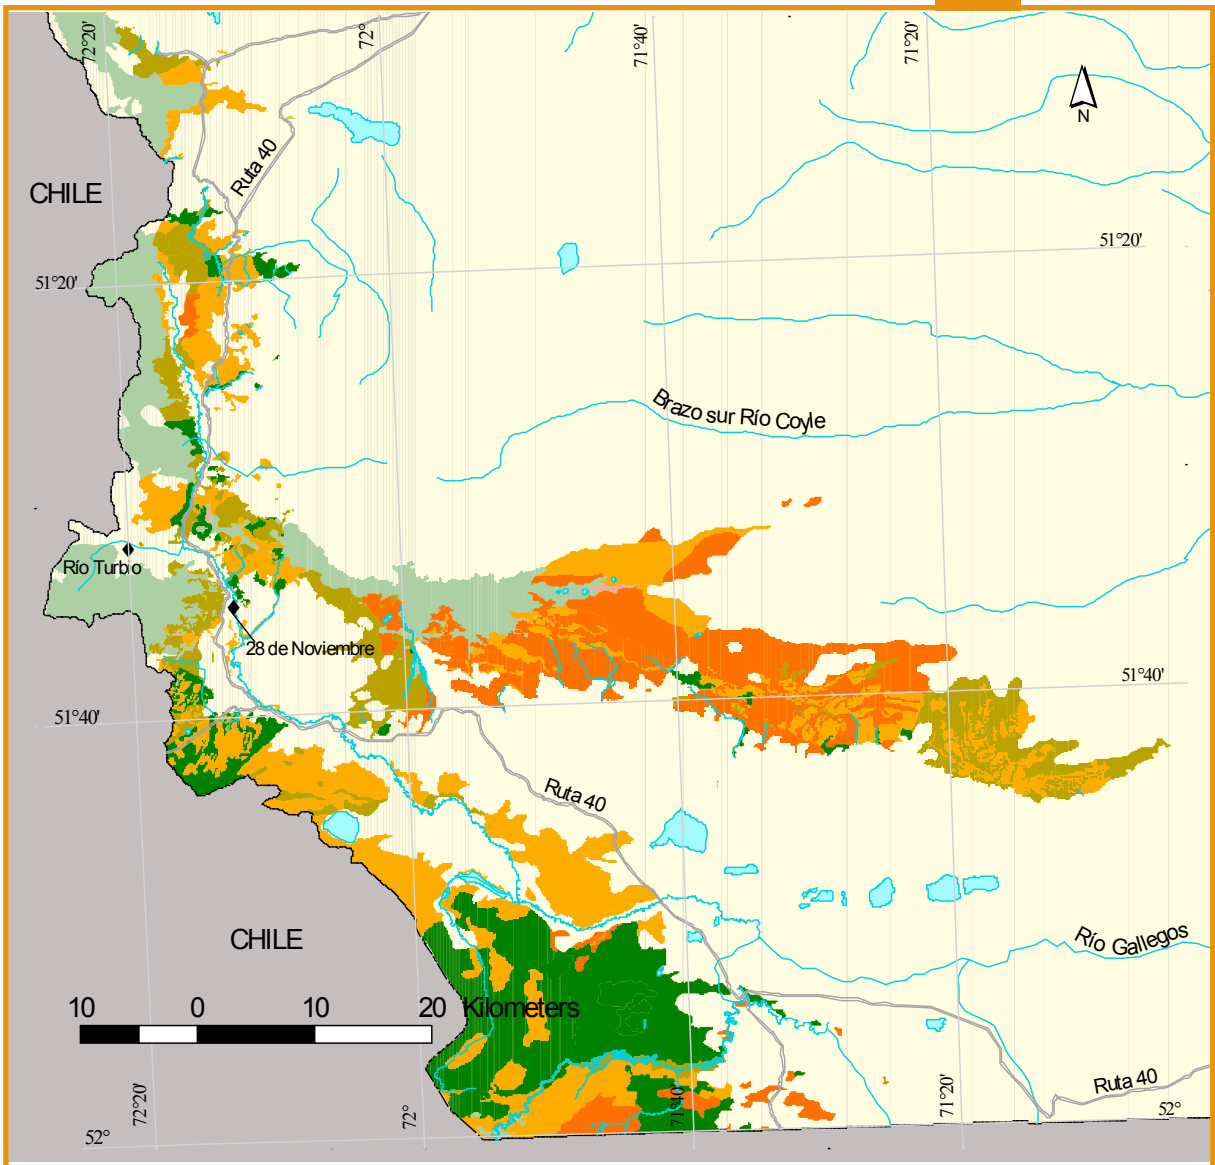 72°20'
72°
71°40'
71°20'
N
Ruta 40
CHILE
51°20'
51°20'
Brazo sur Río Coyle
Río Turbio
28 de Noviembre
51°40'
51°40'
Ruta 40
CHILE
Río Gallegos
10 0 10 20 Kilometers
Ruta 40
72°20'
72°
71°40'
71°20'
52°
52°